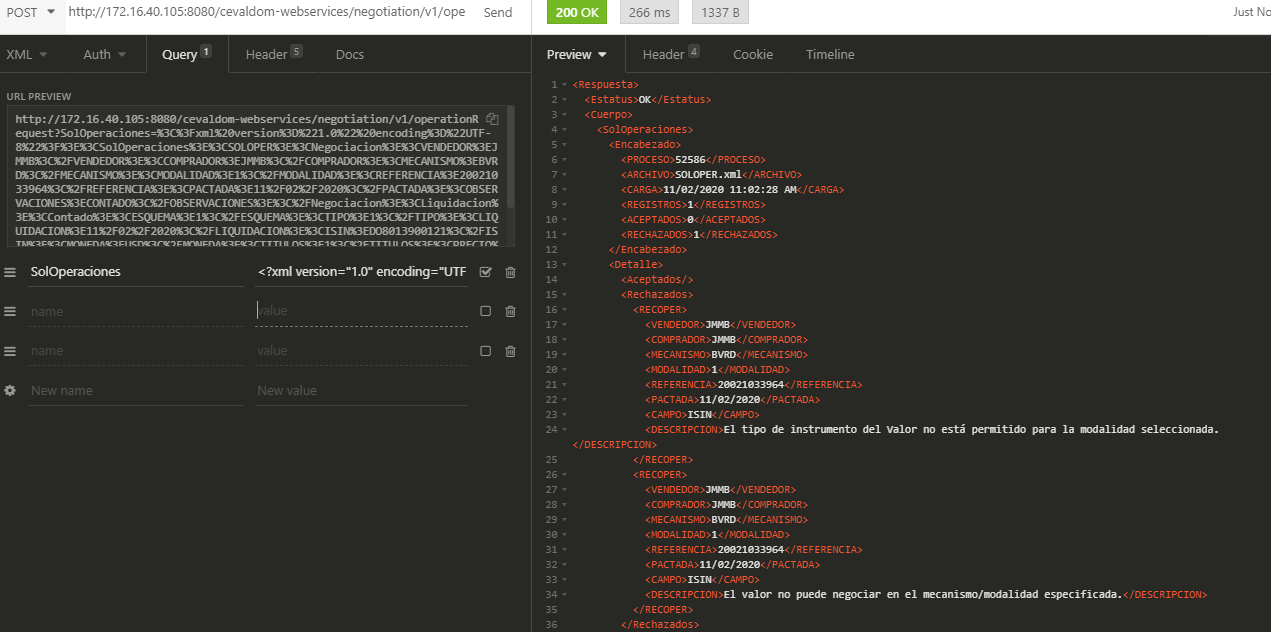 POST
http://172.16.40.105:8080/cevaldom-webservices/negotiation/v1/ope
Send
200 OK
266 ms
1337 B
Just No
XML
Auth
Query 1
Header 5
Docs
Preview
Header 4
Cookie
Timeline
URL PREVIEW
http://172.16.40.105:8080/cevaldom-webservices/negotiation/v1/operationR
equest?SolOperaciones=%3C%3Fxml%20version%3D%221.0%22%20encoding%3D%22UTF-
8%22%3F%3E%3CSolOperaciones%3E%3CSOLOPER%3E%3CNegociacion%3E%3CVENDEDOR%3EJ
MMB%3C%2FVENDEDOR%3E%3CCOMPRADOR%3EJMMB%3C%2FCOMPRADOR%3E%3CMECANISMO%3EBVR
D%3C%2FMECANISMO%3E%3CMODALIDAD%3E1%3C%2FMODALIDAD%3E%3CREFERENCIA%3E20021
033964%3C%2FREFERENCIA%3E%3CPACTADA%3E11%2F02%2F2020%3C%2FPACTADA%3E%3COBSER
VACIONES%3ECONTADO%3C%2FOBSERVACIONES%3E%3C%2FNegociacion%3E%3CLiquidacion%
3E%3CContado%3E%3CESQUEMA%3E1%3C%2FESQUEMA%3E%3CTIPO%3E1%3C%2FTIPO%3E%3CLIQ
UIDACION%3E11%2F02%2F2020%3C%2FLIQUIDACION%3E%3CISIN%3EDO8013900121%3C%2FIS
IN%3E%3CMONEDA%3EUSD%3C%2FMONEDA%3E%3CTITULOS%3E1%3C%2FTITULOS%3E%3CPRECIO%
SolOperaciones
<?xml version="1.0" encoding="UTF
name
value
name
value
New name
New value
1 <Respuesta>
2 <Estatus>OK</Estatus>
3 <Cuerpo>
4 <SolOperaciones>
5 <Encabezado>
6 <PROCESO>52586</PROCESO>
7 <ARCHIVO>SOLOPER.xml</ARCHIVO>
8 <CARGA>11/02/2020 11:02:28 AM</CARGA>
9 <REGISTROS>1</REGISTROS>
10 <ACEPTADOS>0</ACEPTADOS>
11 <RECHAZADOS>1</RECHAZADOS>
12 </Encabezado>
13 <Detalle>
14 <Aceptados/>
15 <Rechazados>
16 <RECOPER>
17 <VENDEDOR>JMMB</VENDEDOR>
18 <COMPRADOR>JMMB</COMPRADOR>
19 <MECANISMO>BVRD</MECANISMO>
20 <MODALIDAD>1</MODALIDAD>
21 <REFERENCIA>20021033964</REFERENCIA>
22 <PACTADA>11/02/2020</PACTADA>
23 <CAMPO>ISIN</CAMPO>
24 <DESCRIPCION>El tipo de instrumento del Valor no está permitido para la modalidad seleccionada.
</DESCRIPCION>
25 </RECOPER>
26 <RECOPER>
27 <VENDEDOR>JMMB</VENDEDOR>
28 <COMPRADOR>JMMB</COMPRADOR>
29 <MECANISMO>BVRD</MECANISMO>
30 <MODALIDAD>1</MODALIDAD>
31 <REFERENCIA>20021033964</REFERENCIA>
32 <PACTADA>11/02/2020</PACTADA>
33 <CAMPO>ISIN</CAMPO>
34 <DESCRIPCION>El valor no puede negociar en el mecanismo/modalidad especificada.</DESCRIPCION>
35 </RECOPER>
36 </Rechazados>